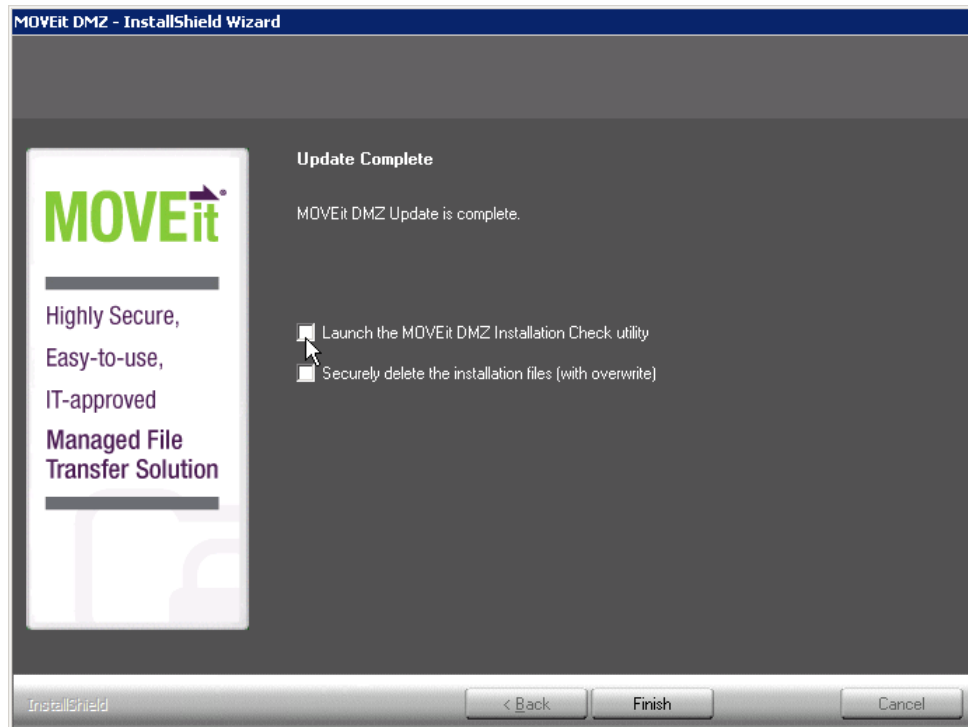 MOVEit DMZ - InstallShield Wizard
MOVEit®
Highly Secure,
Easy-to-use,
IT-approved
Managed File
Transfer Solution
Update Complete
MOVEit DMZ Update is complete.
Launch the MOVEit DMZ Installation Check utility
Securely delete the installation files (with overwrite)
InstallShield
< Back
Finish
Cancel